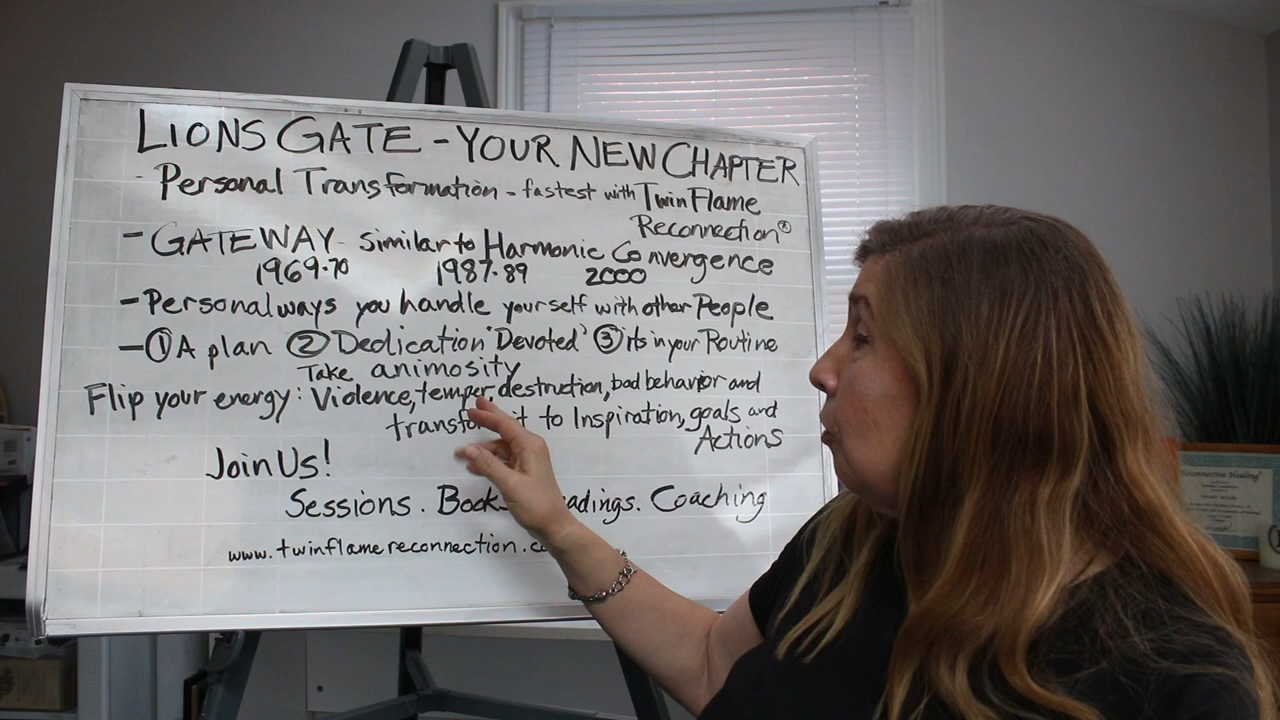 LIONS GATE - YOUR NEW CHAPTER
- Personal Transformation - fastest with Twin Flame
Reconnection®
- GATEWAY - Similar to Harmonic Convergence
1969-70 1987-89 2000
- Personal ways you handle yourself with other People
- ① A plan ② Dedication 'Devoted' ③ its in your Routine
Take animosity
Flip your energy: Violence, temper, destruction, bad behavior and
it to Inspiration, goals and
Actions
Join Us!
Sessions. Coaching
www.twinflamereconnection.